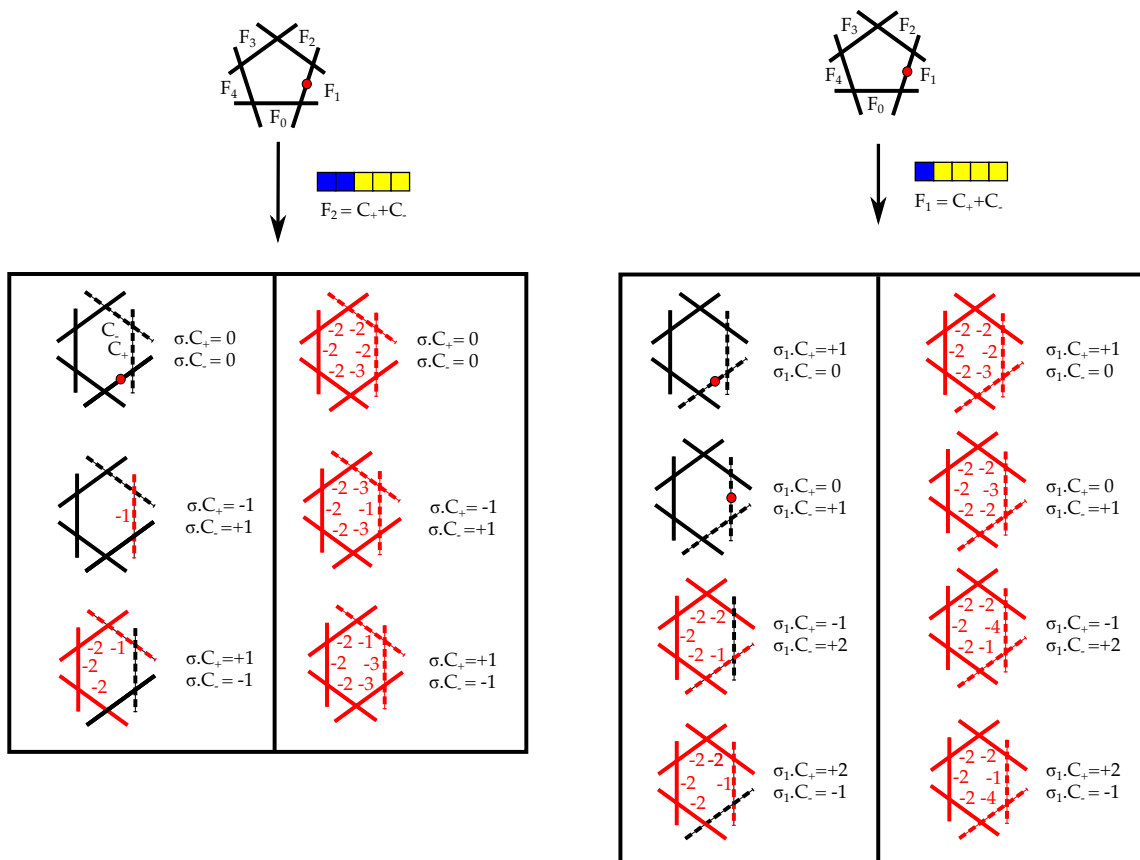 F₃ F₂
F₄ F₁
F₀
F₂ = C₊+C₋
C₋
C₊
σ.C₊= 0
σ.C₋= 0
-2 -2
-2 -2
-2 -3
σ.C₊= 0
σ.C₋= 0
-1
σ.C₊= -1
σ.C₋=+1
-2 -3
-2 -1
-2 -3
σ.C₊= -1
σ.C₋=+1
-2 -1
-2
-2
σ.C₊=+1
σ.C₋= -1
-2 -1
-2 -3
-2 -3
σ.C₊=+1
σ.C₋= -1
F₃ F₂
F₄ F₁
F₀
F₁ = C₊+C₋
σ₁.C₊=+1
σ₁.C₋= 0
-2 -2
-2 -2
-2 -3
σ₁.C₊=+1
σ₁.C₋= 0
σ₁.C₊= 0
σ₁.C₋=+1
-2 -2
-2 -3
-2 -2
σ₁.C₊= 0
σ₁.C₋=+1
-2 -2
-2
-2 -1
σ₁.C₊= -1
σ₁.C₋=+2
-2 -2
-2 -4
-2 -1
σ₁.C₊= -1
σ₁.C₋=+2
-2 -2
-2 -1
-2
σ₁.C₊=+2
σ₁.C₋= -1
-2 -2
-2 -1
-2 -4
σ₁.C₊=+2
σ₁.C₋= -1